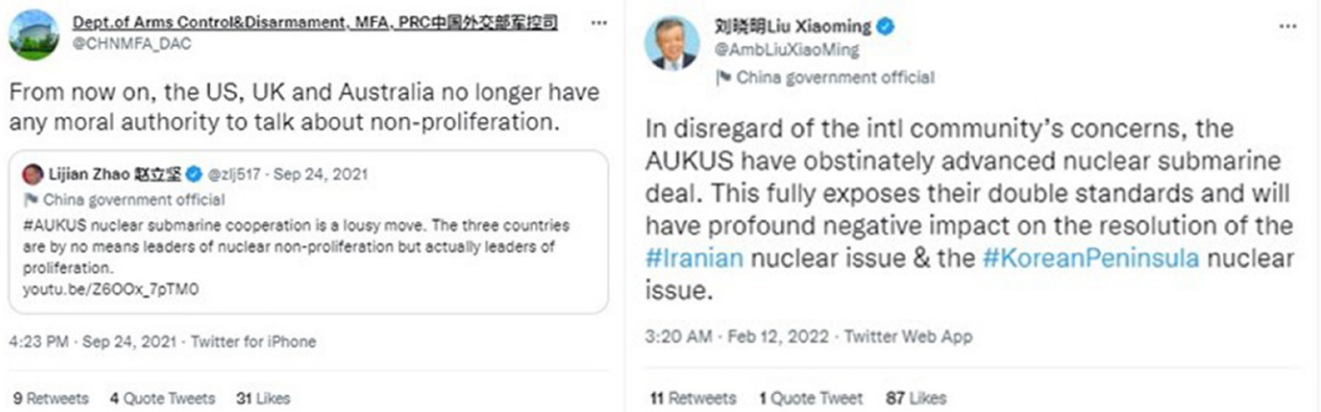 Dept.of Arms Control&Disarmament, MFA, PRC中国外交部军控司
@CHNMFA_DAC
From now on, the US, UK and Australia no longer have
any moral authority to talk about non-proliferation.
Lijian Zhao 赵立坚 @zlj517 · Sep 24, 2021
China government official
#AUKUS nuclear submarine cooperation is a lousy move. The three countries
are by no means leaders of nuclear non-proliferation but actually leaders of
proliferation.
youtu.be/Z6OOx_7pTM0
4:23 PM · Sep 24, 2021 · Twitter for iPhone
9 Retweets 4 Quote Tweets 31 Likes
刘晓明Liu Xiaoming
@AmbLiuXiaoMing
China government official
In disregard of the intl community's concerns, the
AUKUS have obstinately advanced nuclear submarine
deal. This fully exposes their double standards and will
have profound negative impact on the resolution of the
#Iranian nuclear issue & the #KoreanPeninsula nuclear
issue.
3:20 AM · Feb 12, 2022 · Twitter Web App
11 Retweets 1 Quote Tweet 87 Likes